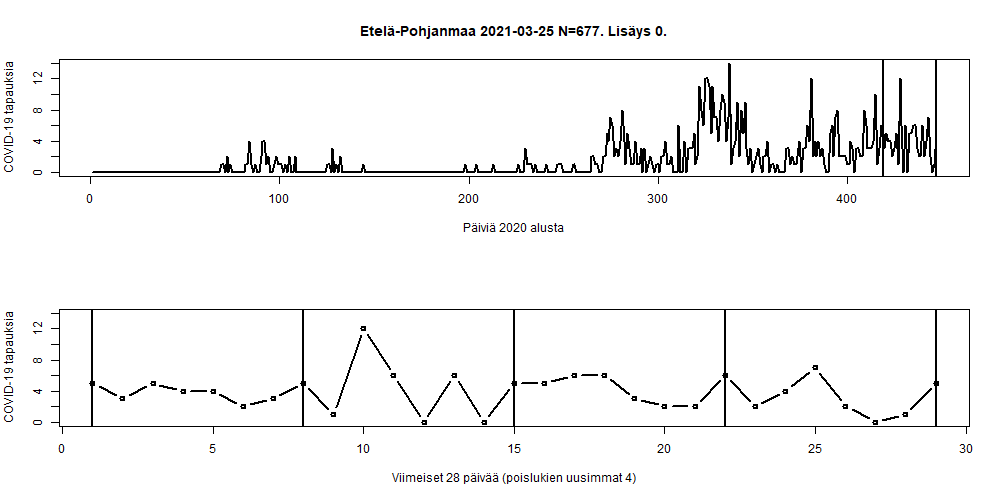 Etelä-Pohjanmaa 2021-03-25 N=677. Lisäys 0.
COVID-19 tapauksia
12
8
4
0
0 100 200 300 400
Päiviä 2020 alusta
COVID-19 tapauksia
12
8
4
0
0 5 10 15 20 25 30
Viimeiset 28 päivää (poislukien uusimmat 4)